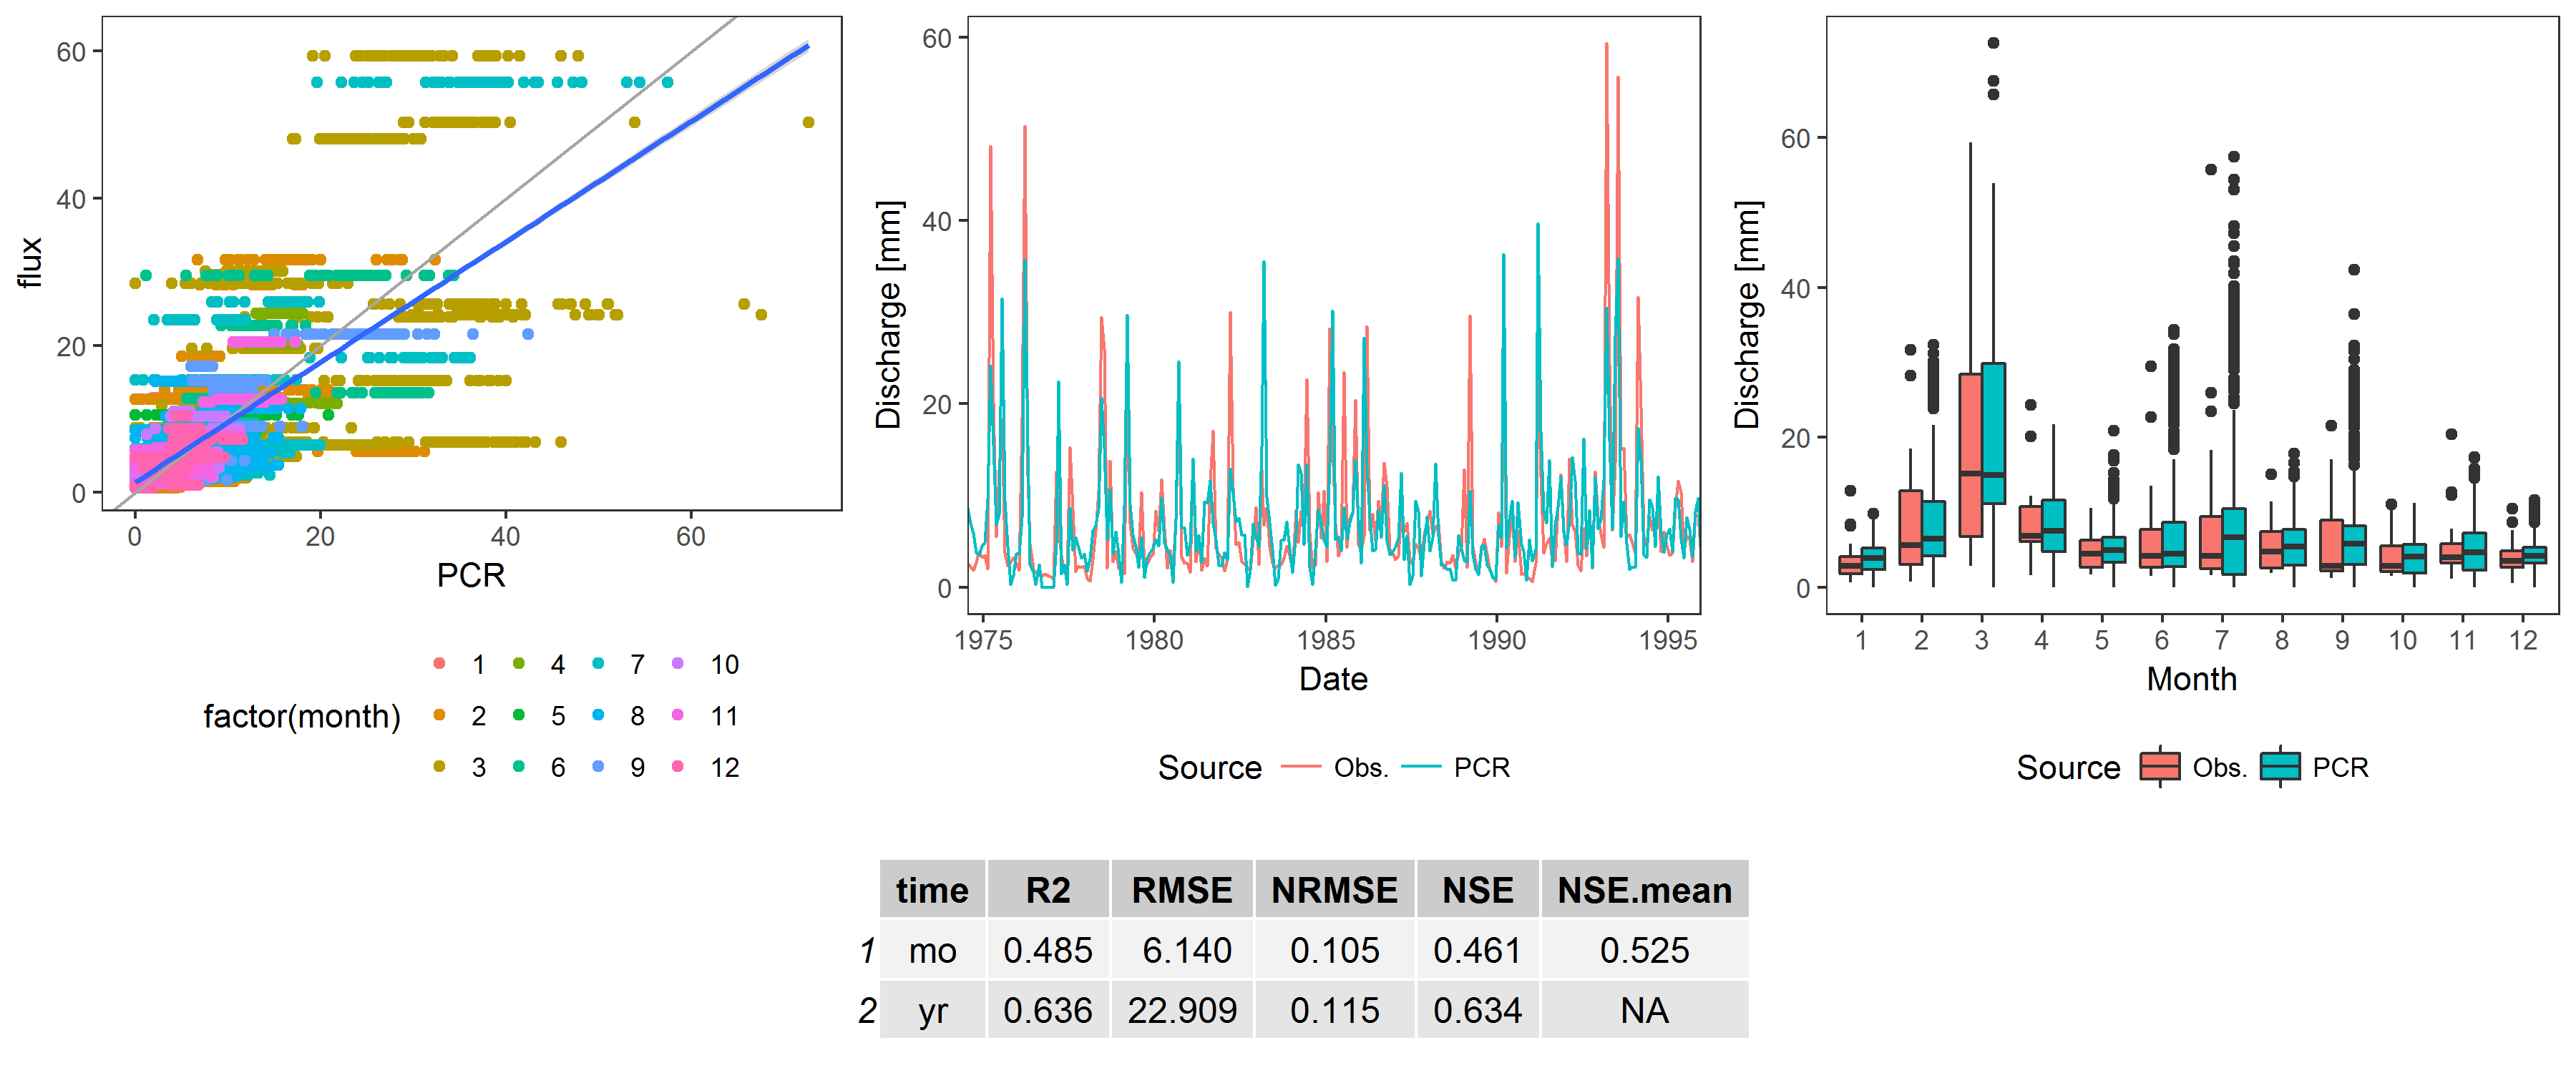 60
40
20
0
flux
0 20 40 60
PCR
factor(month)
1 4 7 10
2 5 8 11
3 6 9 12
60
40
20
0
Discharge [mm]
1975 1980 1985 1990 1995
Date
Source Obs. PCR
60
40
20
0
Discharge [mm]
1 2 3 4 5 6 7 8 9 10 11 12
Month
Source Obs. PCR
time R2 RMSE NRMSE NSE NSE.mean
1 mo 0.485 6.140 0.105 0.461 0.525
2 yr 0.636 22.909 0.115 0.634 NA